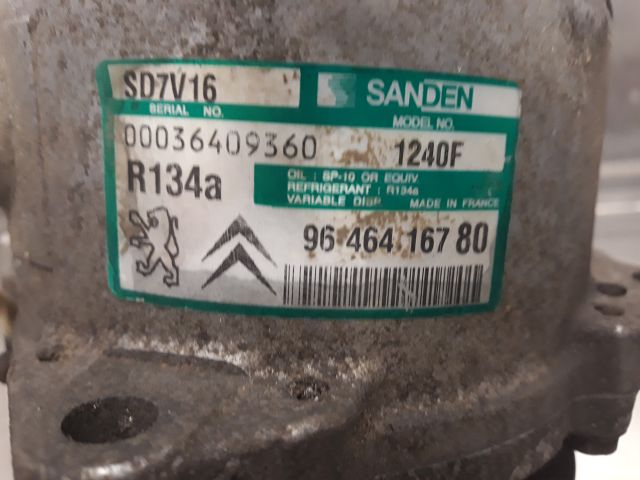 SD7V16
SANDEN
SERIAL NO.
MODEL NO.
00036409360
1240F
R134a
OIL : SP-10 OR EQUIV.
REFRIGERANT : R134a
VARIABLE DISP. MADE IN FRANCE
96 464 167 80